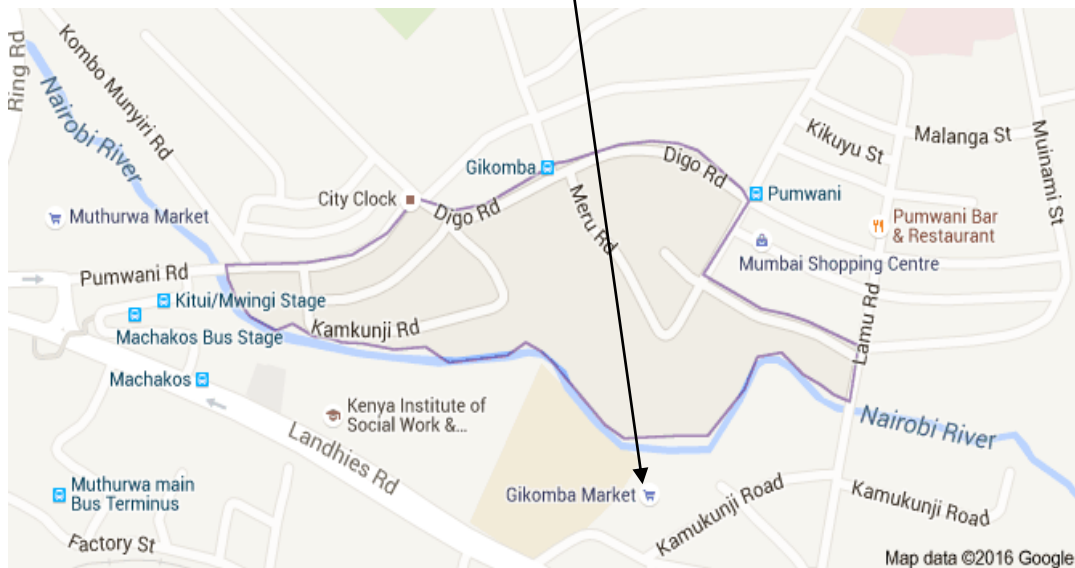 Ring Rd
Kombo Munyiri Rd
Nairobi River
Muthurwa Market
City Clock
Gikomba
Digo Rd
Digo Rd
Meru Rd
Pumwani
Kikuyu St
Malanga St
Muinami St
Pumwani Bar
& Restaurant
Mumbai Shopping Centre
Pumwani Rd
Kitui/Mwingi Stage
Machakos Bus Stage
Kamkunji Rd
Lamu Rd
Machakos
Kenya Institute of
Social Work &...
Landhies Rd
Nairobi River
Muthurwa main
Bus Terminus
Gikomba Market
Kamukunji Road
Kamukunji Road
Factory St
Map data ©2016 Google